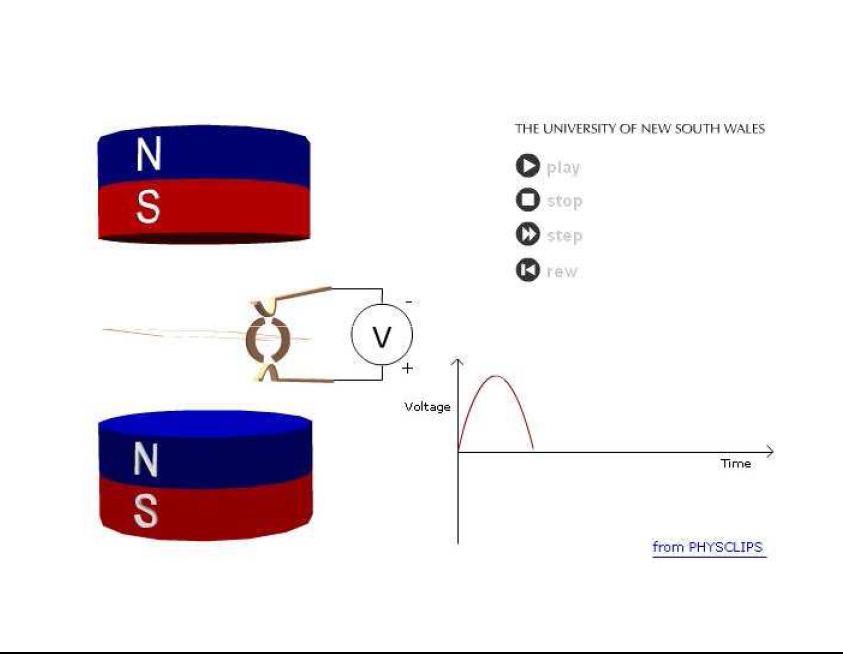 THE UNIVERSITY OF NEW SOUTH WALES
N
S
play
stop
step
rew
-
V
+
Voltage
N
S
Time
from PHYSCLIPS